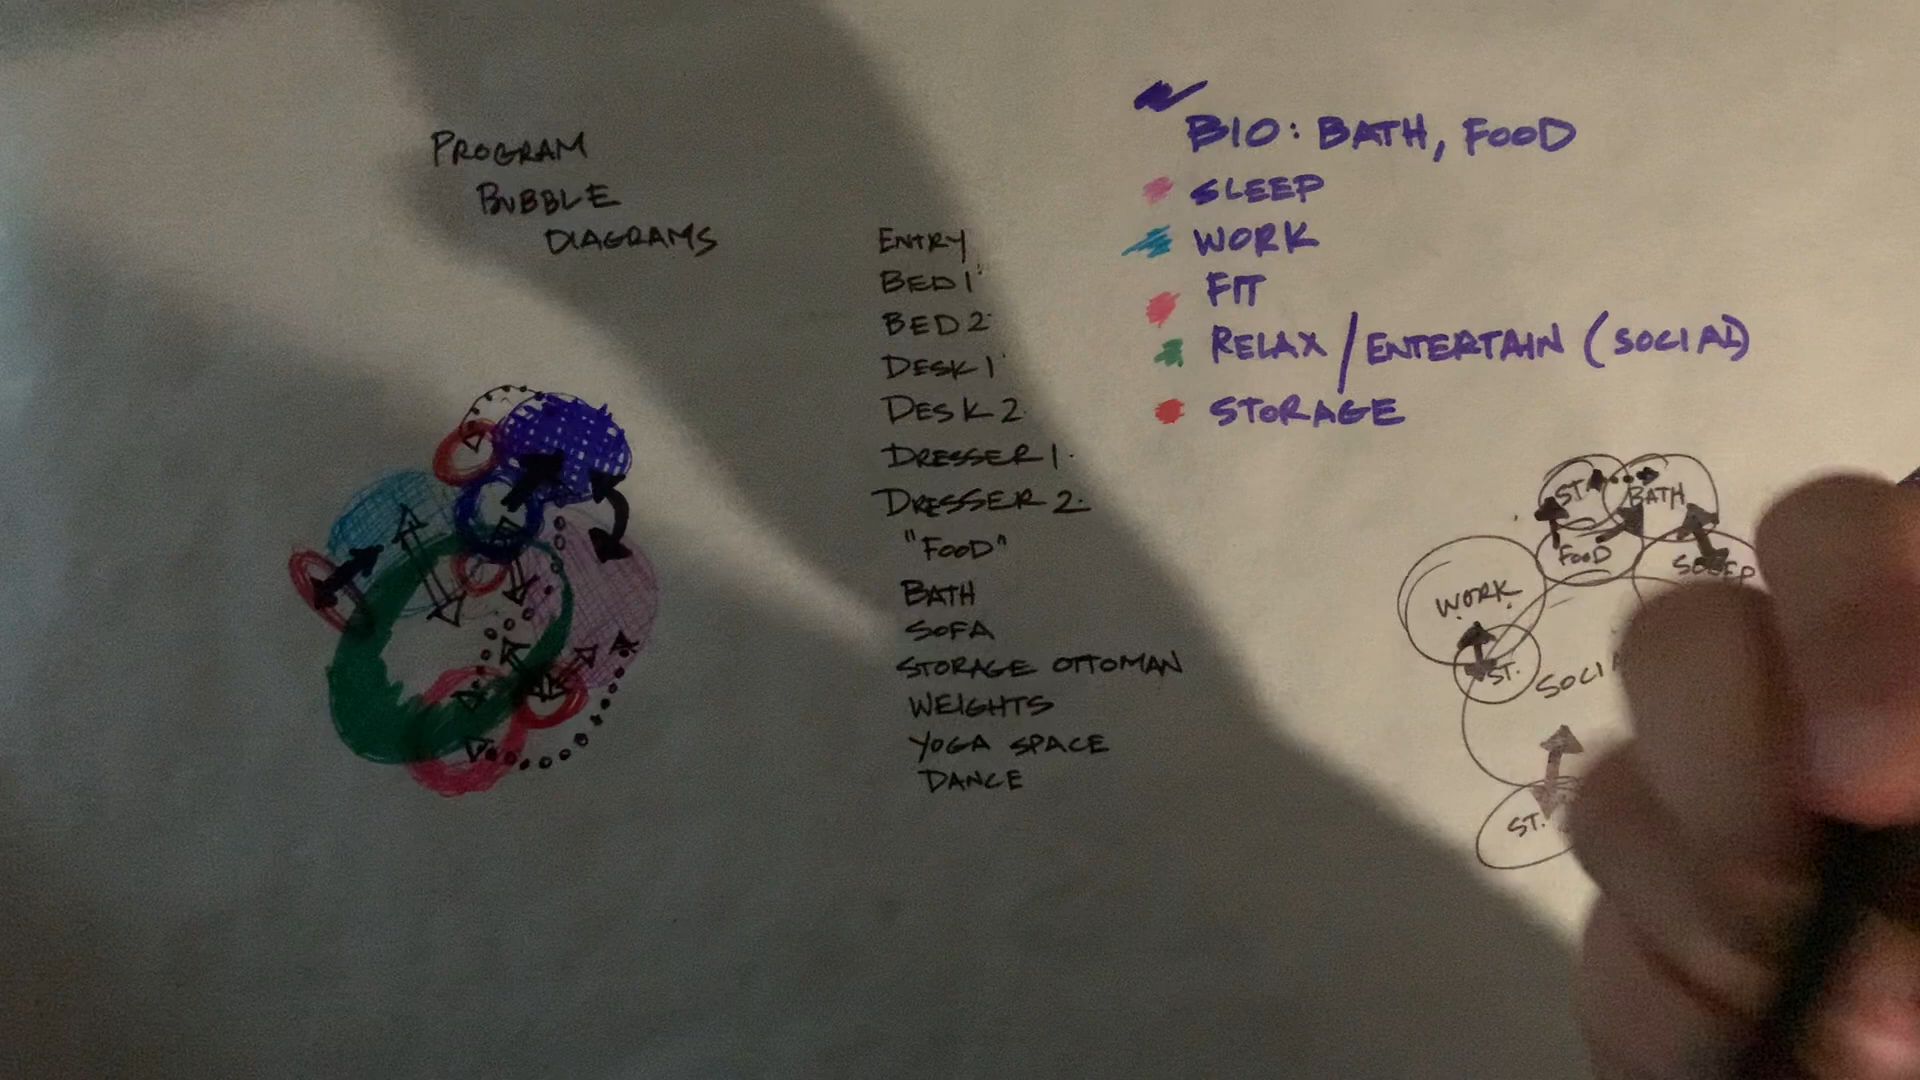 PROGRAM
BUBBLE
DIAGRAMS
ENTRY
BED 1
BED 2
DESK 1
DESK 2
DRESSER 1
DRESSER 2
"FOOD"
BATH
SOFA
STORAGE OTTOMAN
WEIGHTS
YOGA SPACE
DANCE
BIO: BATH, FOOD
SLEEP
WORK
FIT
RELAX / ENTERTAIN (SOCIAL)
STORAGE
ST. BATH
FOOD SLEEP
WORK
ST.
SOCIA
ST.